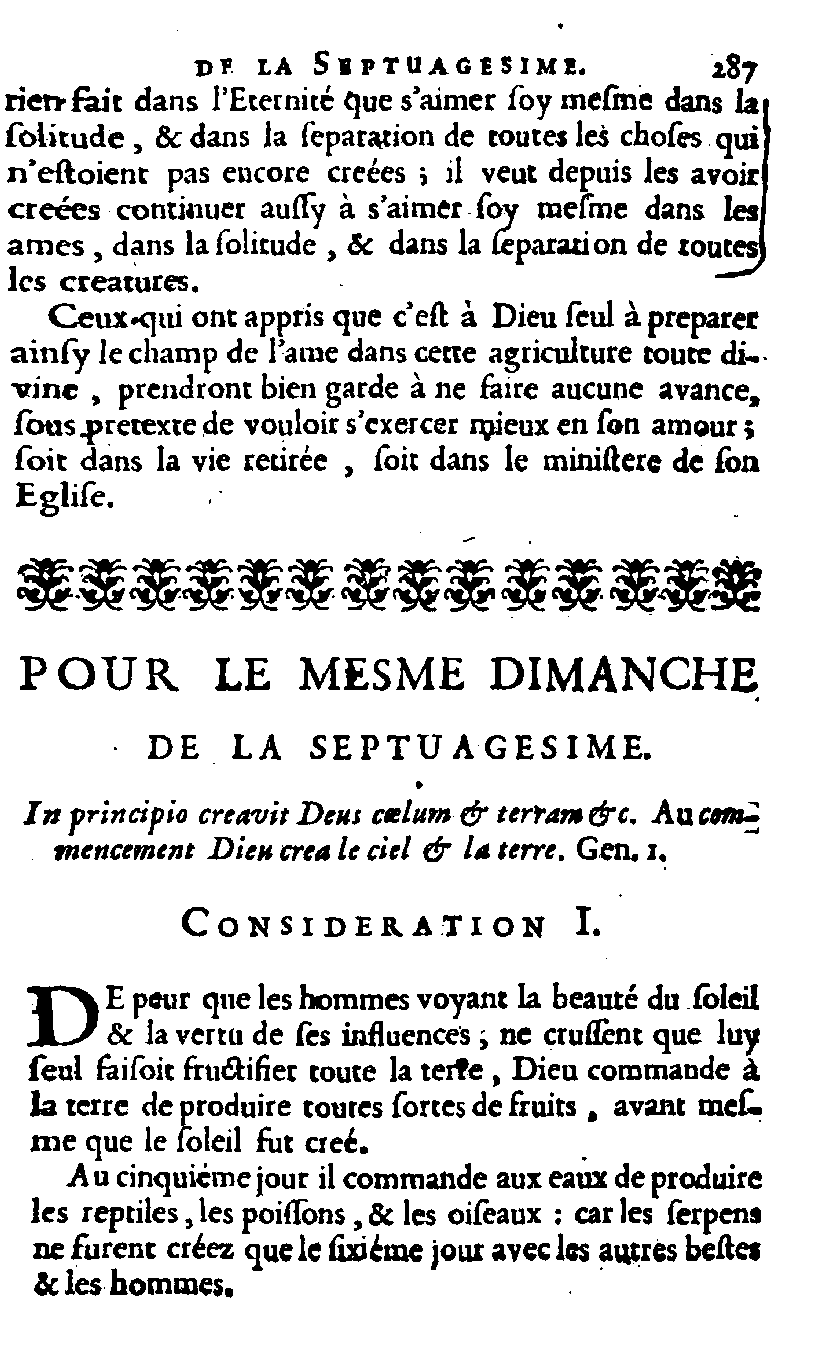 DE LA SEPTUAGESIME. 287
rien fait dans l'Eternité que s'aimer ſoy meſme dans la
ſolitude, & dans la ſeparation de toutes les choſes qui
n'eſtoient pas encore creées ; il veut depuis les avoir
creées continuer auſſy à s'aimer ſoy meſme dans les
ames, dans la ſolitude, & dans la ſeparation de toutes
les creatures.
Ceux qui ont appris que c'eſt à Dieu ſeul à preparer
ainſy le champ de l'ame dans cette agriculture toute di-
vine, prendront bien garde à ne faire aucune avance,
ſous pretexte de vouloir s'exercer mieux en ſon amour ;
ſoit dans la vie retirée, ſoit dans le miniſtere de ſon
Egliſe.
POUR LE MESME DIMANCHE
DE LA SEPTUAGESIME.
In principio creavit Deus cœlum & terram &c. Au com-
mencement Dieu crea le ciel & la terre. Gen. 1.
CONSIDERATION I.
DE peur que les hommes voyant la beauté du ſoleil
& la vertu de ſes influences ; ne cruſſent que luy
ſeul faiſoit fructifier toute la terre, Dieu commande à
la terre de produire toutes ſortes de fruits, avant meſ-
me que le ſoleil fut creé.
Au cinquiéme jour il commande aux eaux de produire
les reptiles, les poiſſons, & les oiſeaux : car les ſerpens
ne furent créez que le ſixiéme jour avec les autres beſtes
& les hommes.